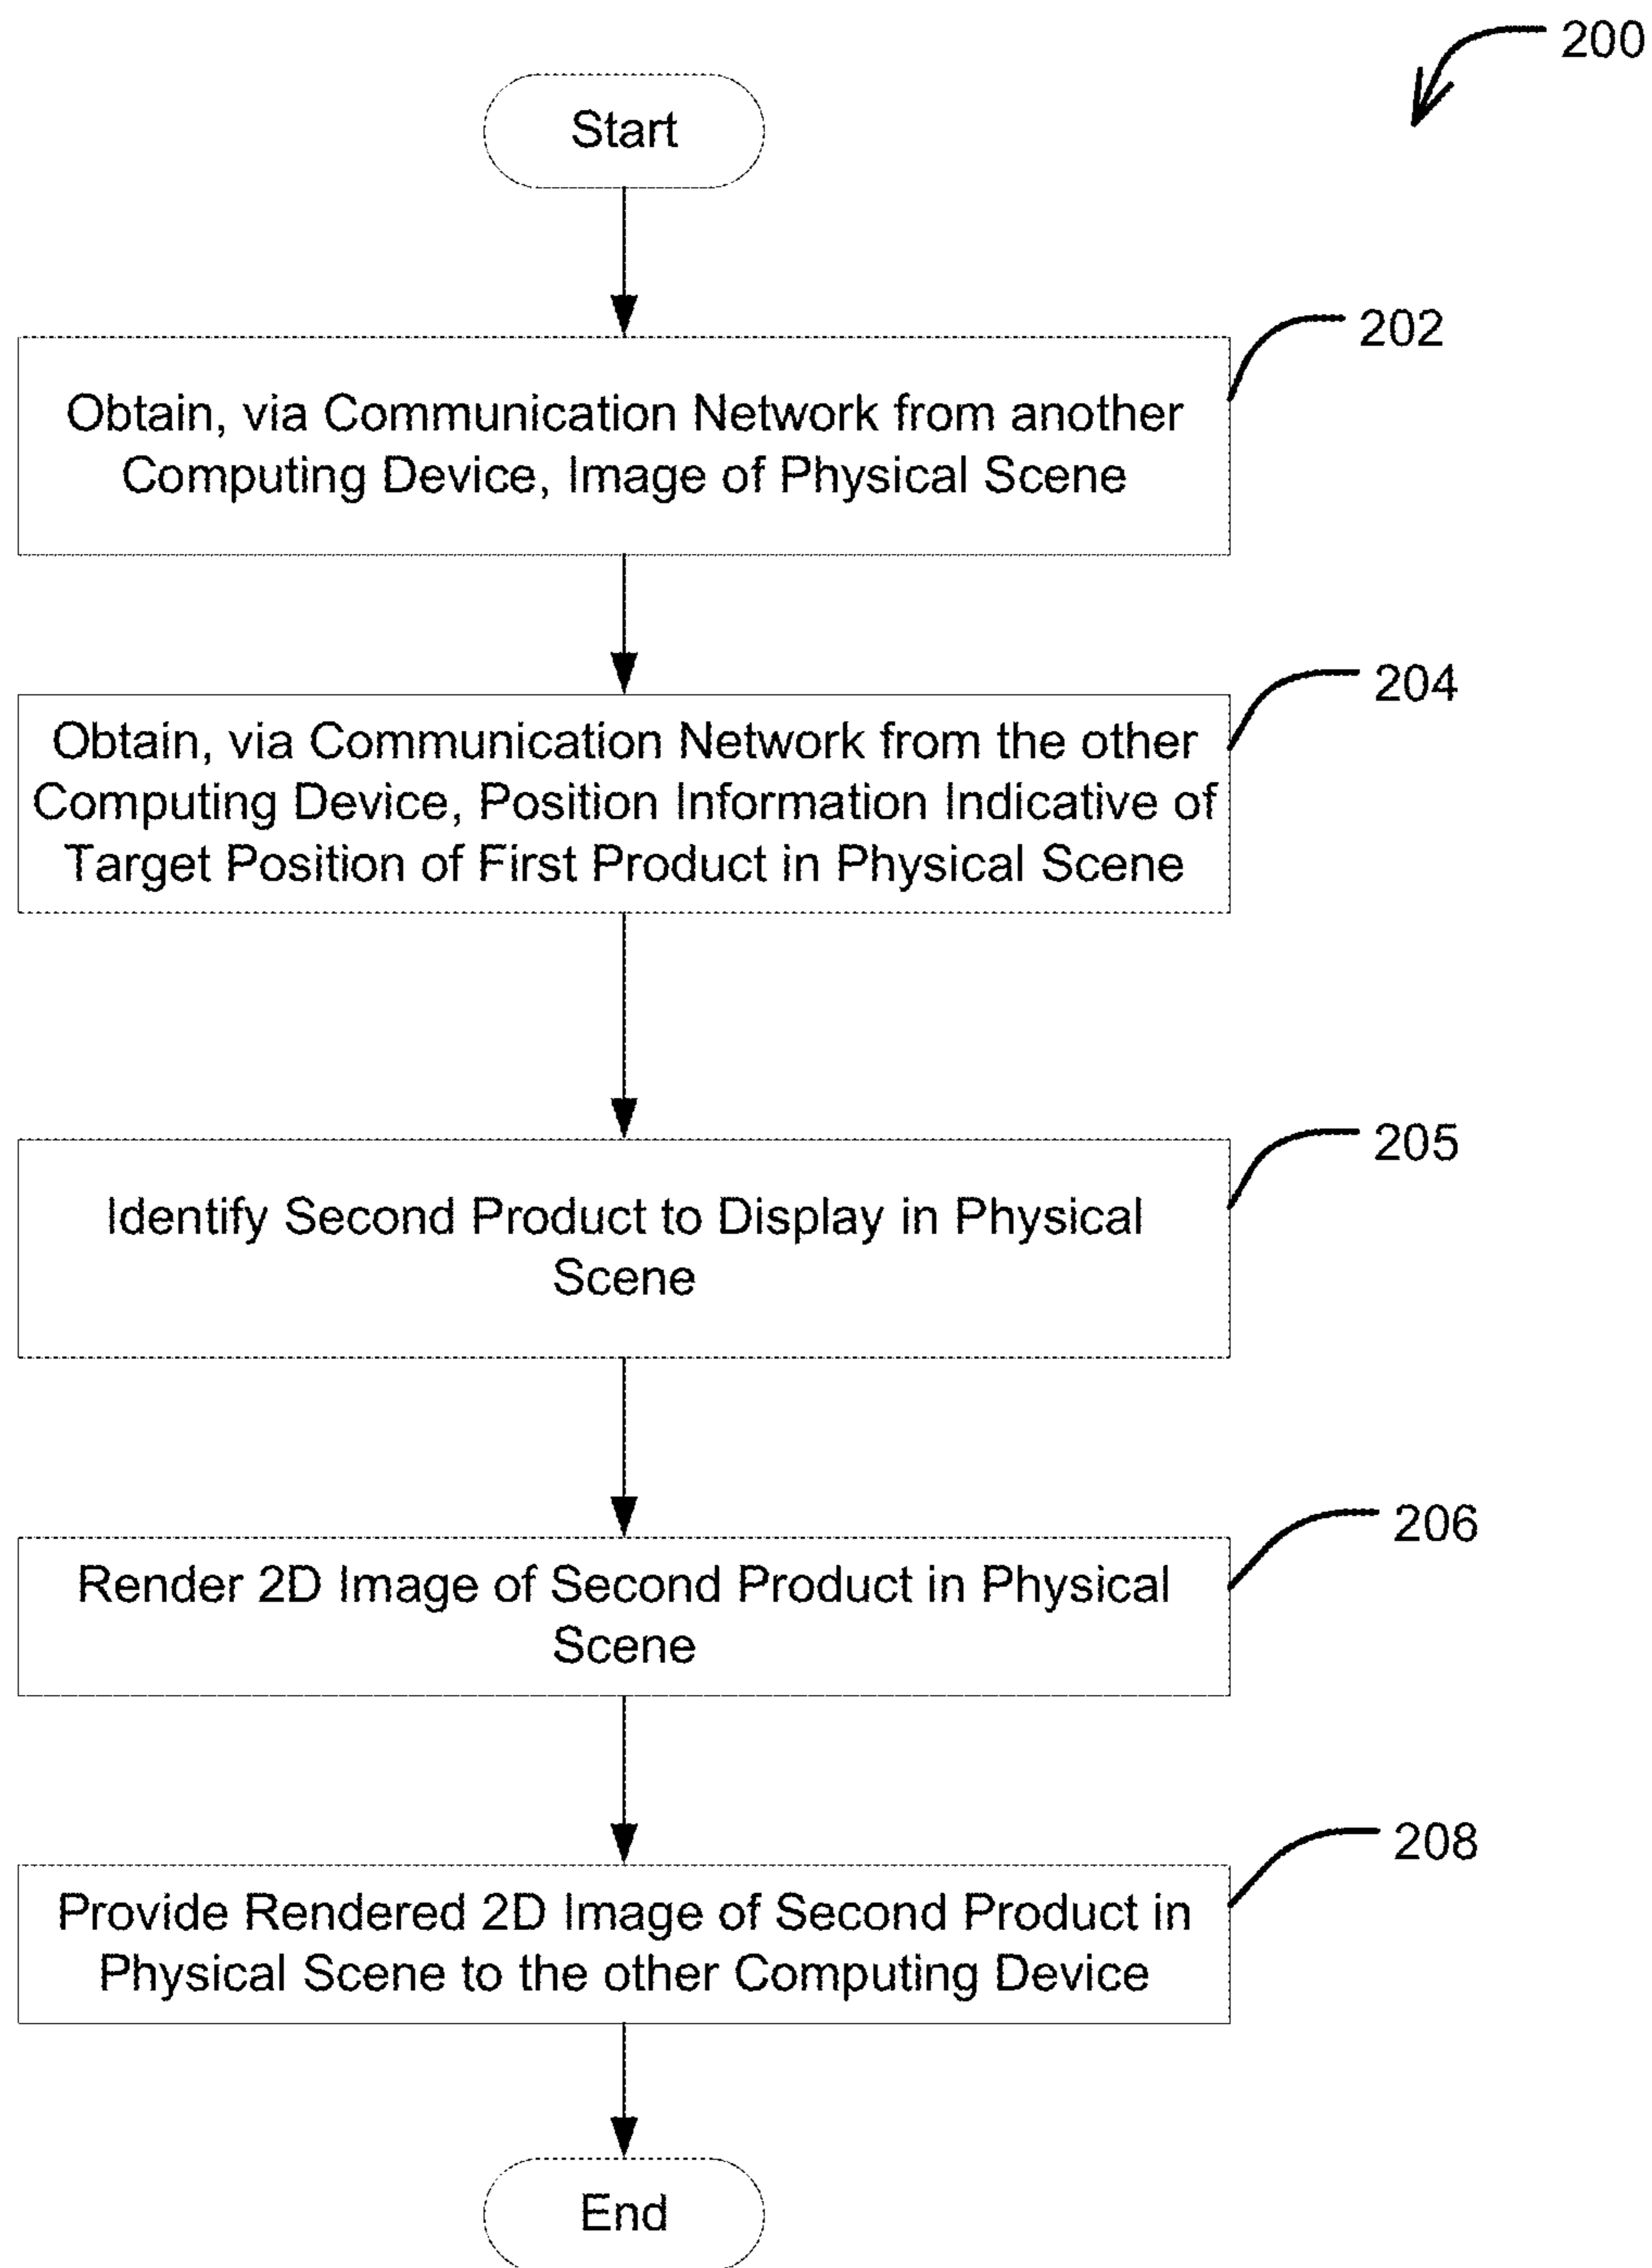 200
Start
202
Obtain, via Communication Network from another
Computing Device, Image of Physical Scene
204
Obtain, via Communication Network from the other
Computing Device, Position Information Indicative of
Target Position of First Product in Physical Scene
205
Identify Second Product to Display in Physical
Scene
206
Render 2D Image of Second Product in Physical
Scene
208
Provide Rendered 2D Image of Second Product in
Physical Scene to the other Computing Device
End